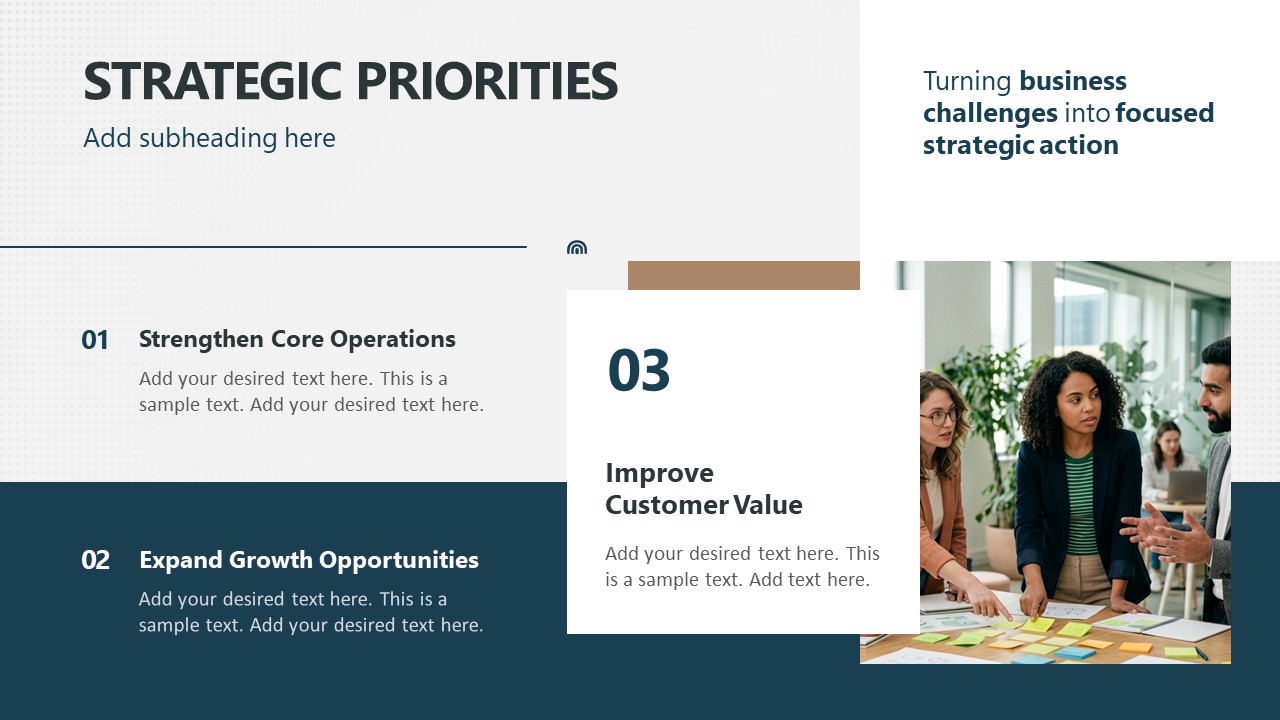 STRATEGIC PRIORITIES
Add subheading here
Turning business
challenges into focused
strategic action
01
Strengthen Core Operations
Add your desired text here. This is a
sample text. Add your desired text here.
02
Expand Growth Opportunities
Add your desired text here. This is a
sample text. Add your desired text here.
03
Improve
Customer Value
Add your desired text here. This
is a sample text. Add text here.